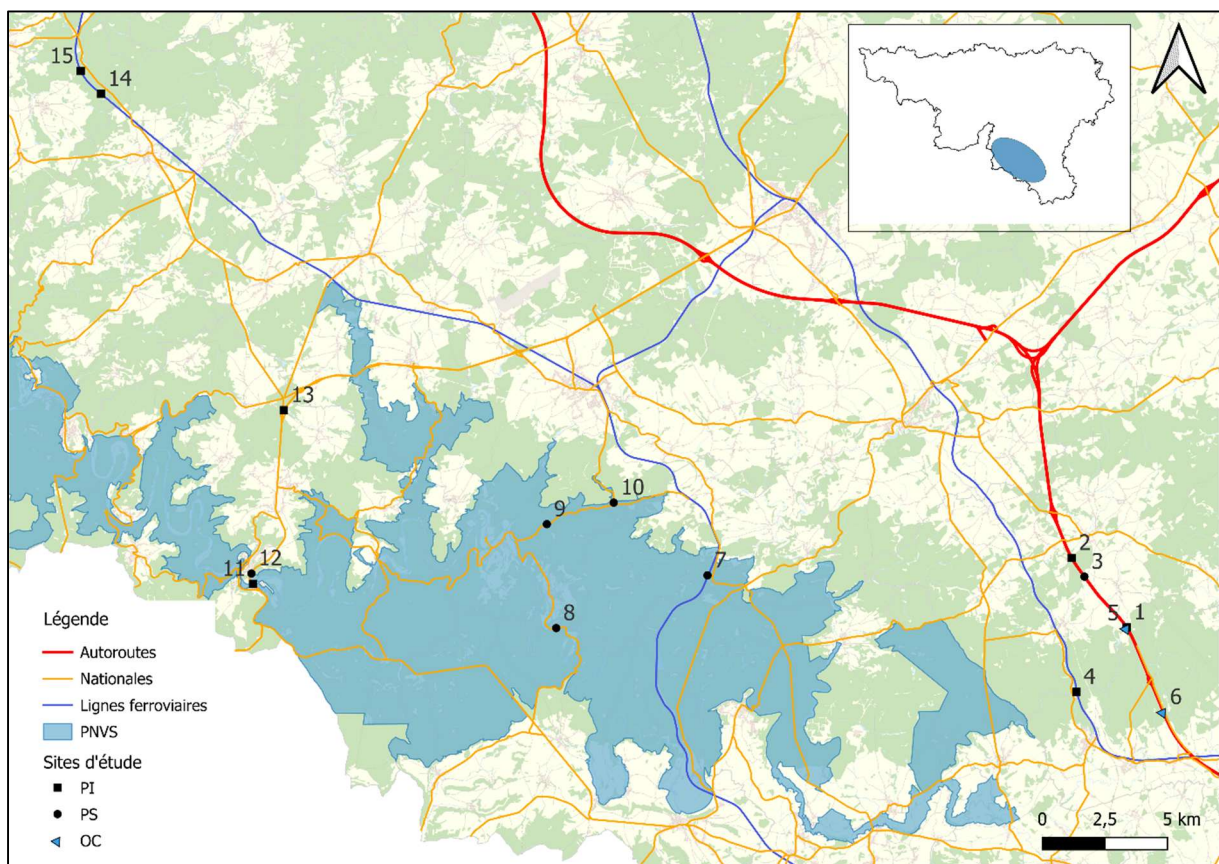 15
14
13
10
9
12
11
7
2
3
8
5 1
4
6
Légende
Autoroutes
Nationales
Lignes ferroviaires
PNVS
Sites d'étude
PI
PS
OC
0 2,5 5 km